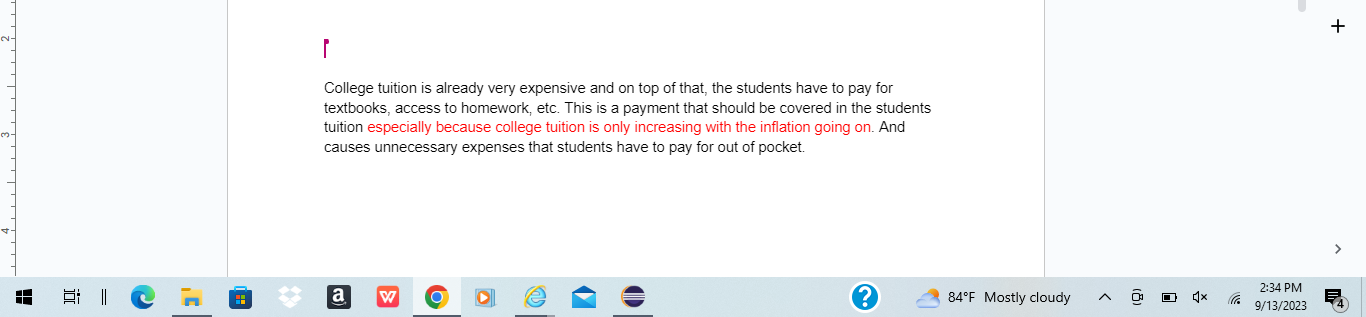 2
College tuition is already very expensive and on top of that, the students have to pay for
textbooks, access to homework, etc. This is a payment that should be covered in the students
tuition especially because college tuition is only increasing with the inflation going on. And
causes unnecessary expenses that students have to pay for out of pocket.
3
4
a
W
?
84°F Mostly cloudy
2:34 PM
9/13/2023
4